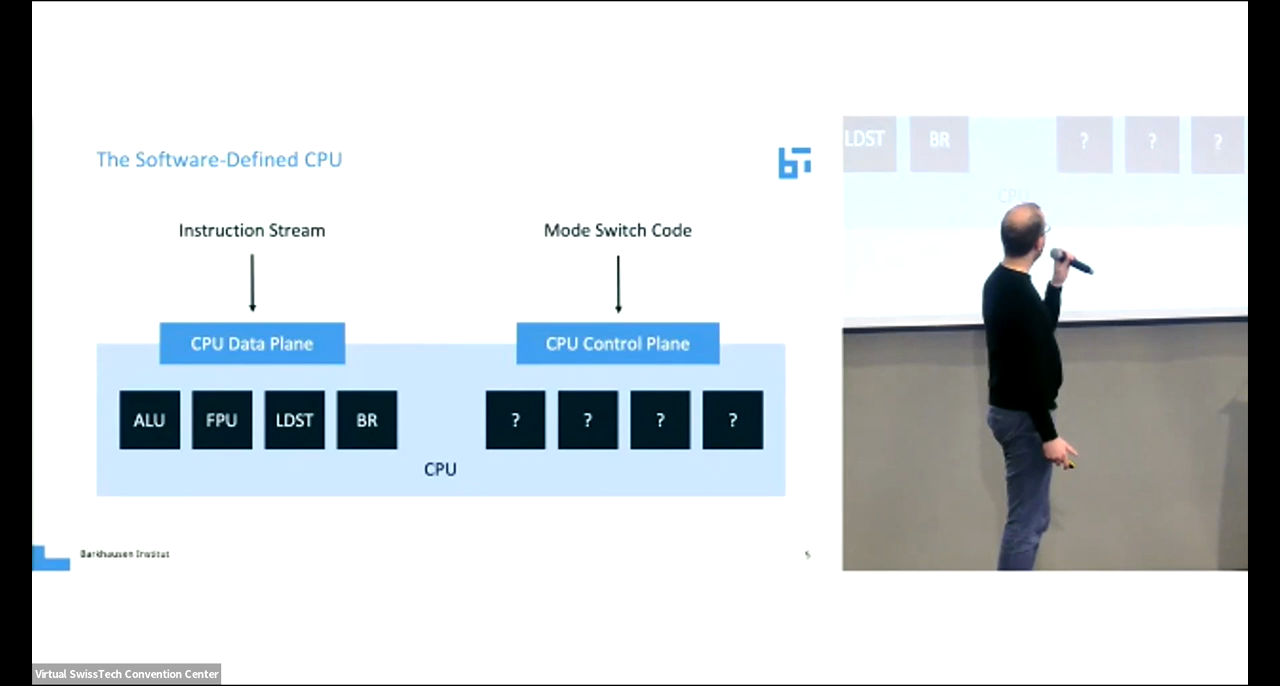 The Software-Defined CPU
Instruction Stream
Mode Switch Code
CPU Data Plane
CPU Control Plane
ALU FPU LDST BR ? ? ? ?
CPU
Barkhausen Institut
5
LDST BR ? ? ?
CPU
Virtual SwissTech Convention Center